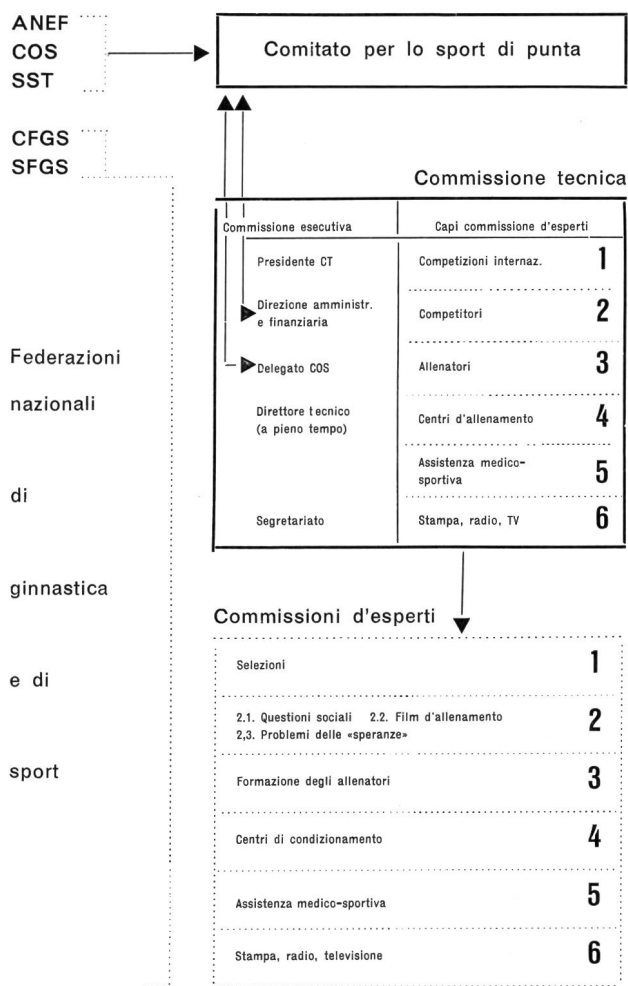 ANEF
COS
SST
Comitato per lo sport di punta
CFGS
SFGS
Federazioni
nazionali
di
ginnastica
e di
sport
Commissione tecnica
Commissione esecutiva
Capi commissione d'esperti
Presidente CT
Competizioni internaz. 1
Direzione amministr.
e finanziaria
Competitori 2
Delegato COS
Allenatori 3
Direttore tecnico
(a pieno tempo)
Centri d'allenamento 4
Assistenza medico-
sportiva 5
Segretariato
Stampa, radio, TV 6
Commissioni d'esperti
Selezioni 1
2.1. Questioni sociali 2.2. Film d'allenamento
2,3. Problemi delle «speranze» 2
Formazione degli allenatori 3
Centri di condizionamento 4
Assistenza medico-sportiva 5
Stampa, radio, televisione 6